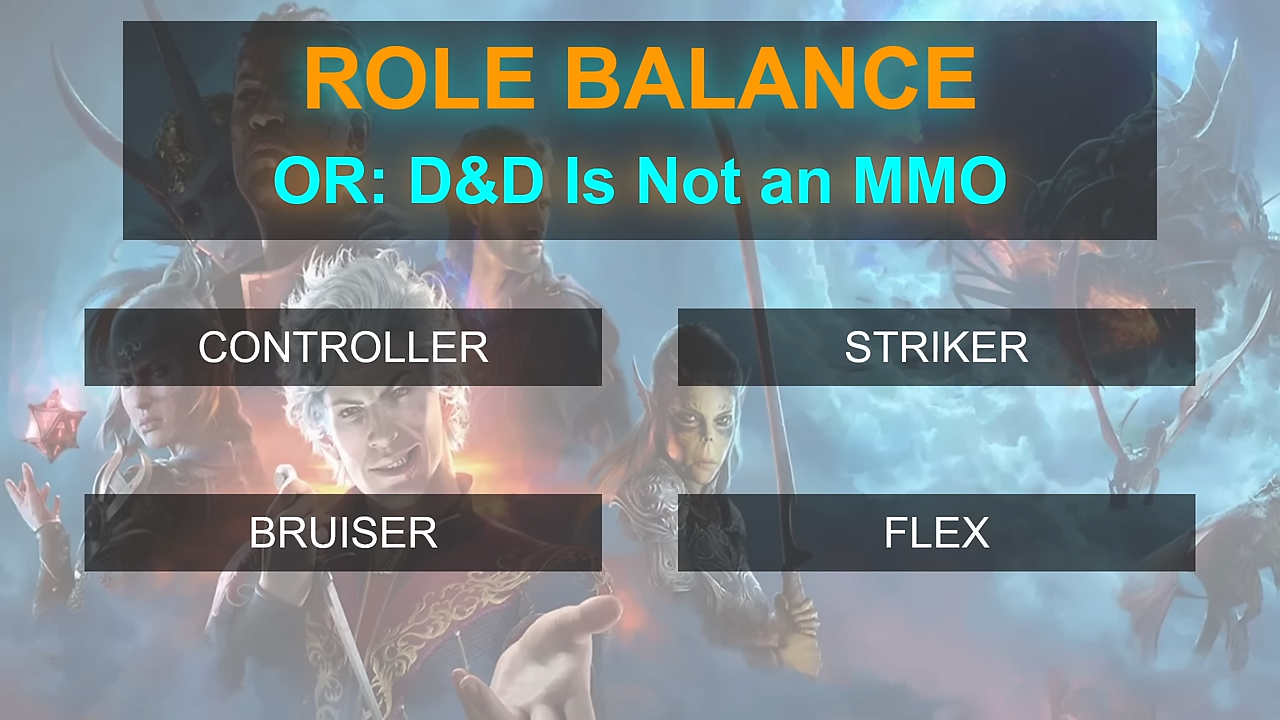 ROLE BALANCE
OR: D&D Is Not an MMO
CONTROLLER
STRIKER
BRUISER
FLEX